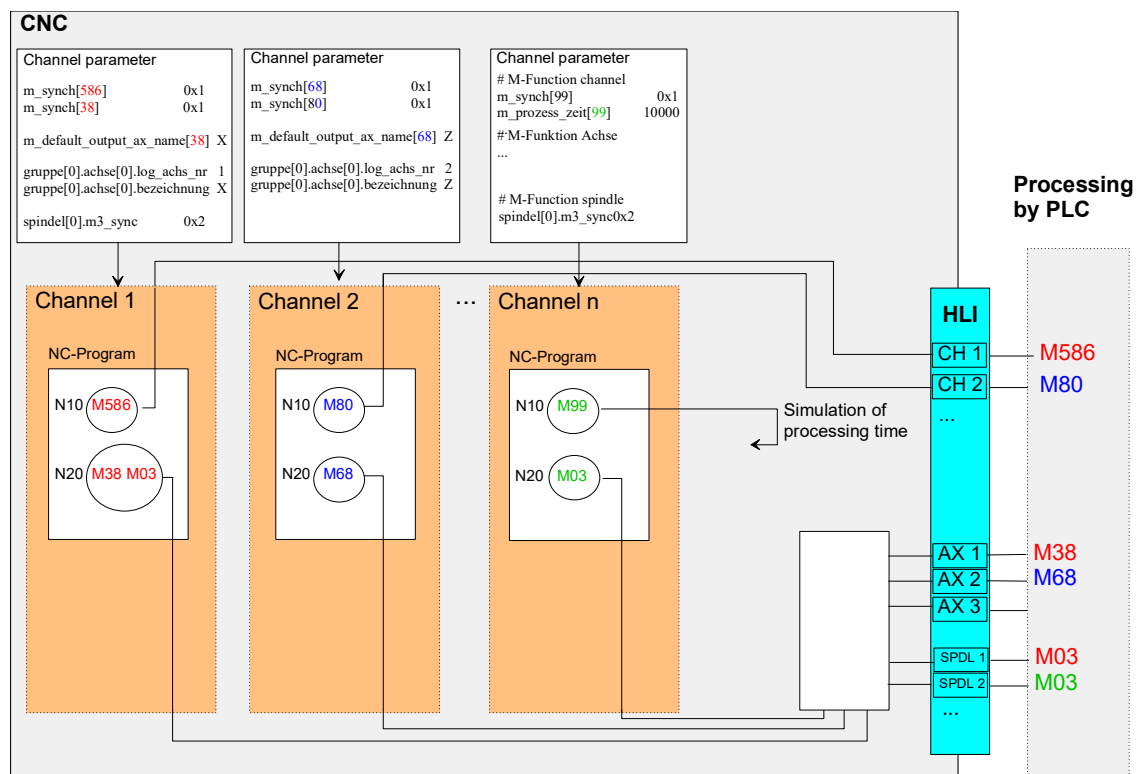 CNC
Channel parameter
m_synch[586] 0x1
m_synch[38] 0x1
m_default_output_ax_name[38] X
gruppe[0].achse[0].log_achs_nr 1
gruppe[0].achse[0].bezeichnung X
spindel[0].m3_sync 0x2
Channel parameter
m_synch[68] 0x1
m_synch[80] 0x1
m_default_output_ax_name[68] Z
gruppe[0].achse[0].log_achs_nr 2
gruppe[0].achse[0].bezeichnung Z
Channel parameter
# M-Function channel
m_synch[99] 0x1
m_prozess_zeit[99] 10000
# M-Funktion Achse
...
# M-Function spindle
spindel[0].m3_sync0x2
Processing
by PLC
Channel 1
NC-Program
N10 M586
N20 M38 M03
Channel 2
NC-Program
N10 M80
N20 M68
...
Channel n
NC-Program
N10 M99
N20 M03
Simulation of
processing time
HLI
CH 1 M586
CH 2 M80
...
AX 1 M38
AX 2 M68
AX 3
SPDL 1 M03
SPDL 2 M03
...